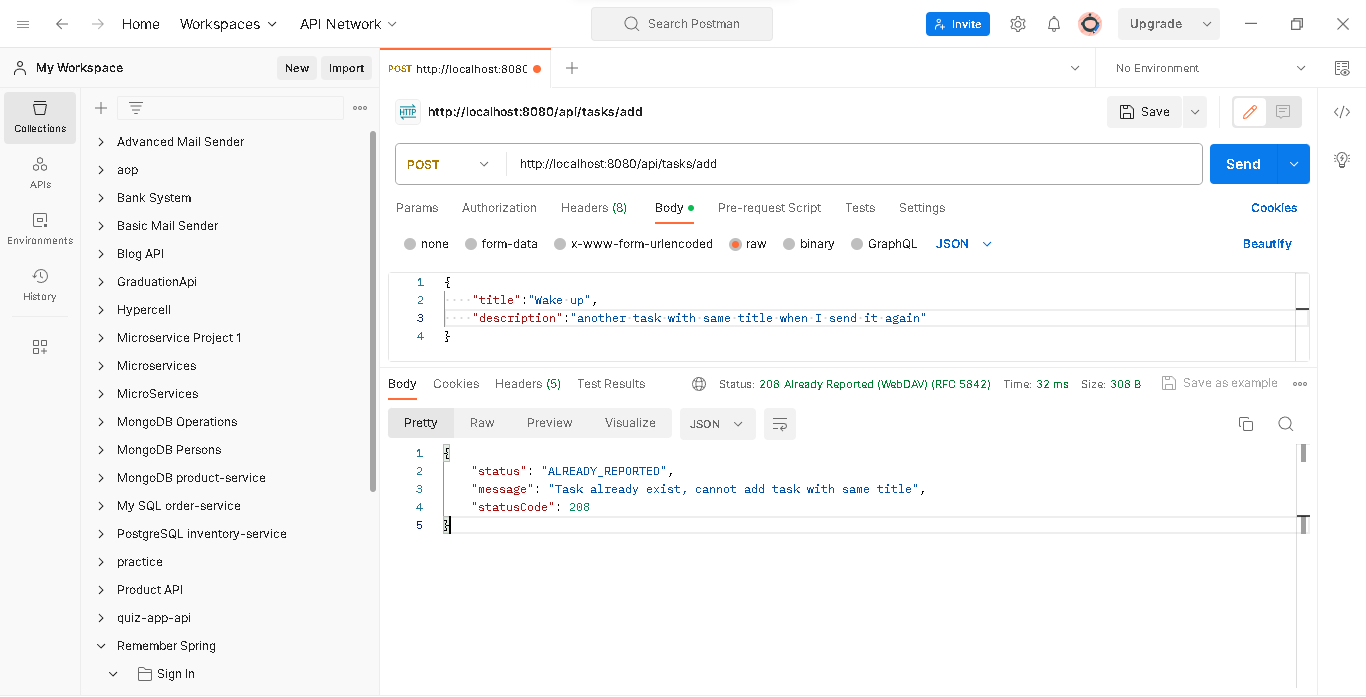 Home Workspaces API Network Search Postman Invite Upgrade
My Workspace New Import POST http://localhost:8080 No Environment
Collections
APIs
Environments
History
Advanced Mail Sender
aop
Bank System
Basic Mail Sender
Blog API
GraduationApi
Hypercell
Microservice Project 1
Microservices
MicroServices
MongoDB Operations
MongoDB Persons
MongoDB product-service
My SQL order-service
PostgreSQL inventory-service
practice
Product API
quiz-app-api
Remember Spring
Sign In
HTTP http://localhost:8080/api/tasks/add Save
POST http://localhost:8080/api/tasks/add Send
Params Authorization Headers (8) Body Pre-request Script Tests Settings Cookies
none form-data x-www-form-urlencoded raw binary GraphQL JSON Beautify
1 {
2 "title":"Wake up",
3 "description":"another task with same title when I send it again"
4 }
Body Cookies Headers (5) Test Results Status: 208 Already Reported (WebDAV) (RFC 5842) Time: 32 ms Size: 308 B Save as example
Pretty Raw Preview Visualize JSON
1 {
2 "status": "ALREADY_REPORTED",
3 "message": "Task already exist, cannot add task with same title",
4 "statusCode": 208
5 }